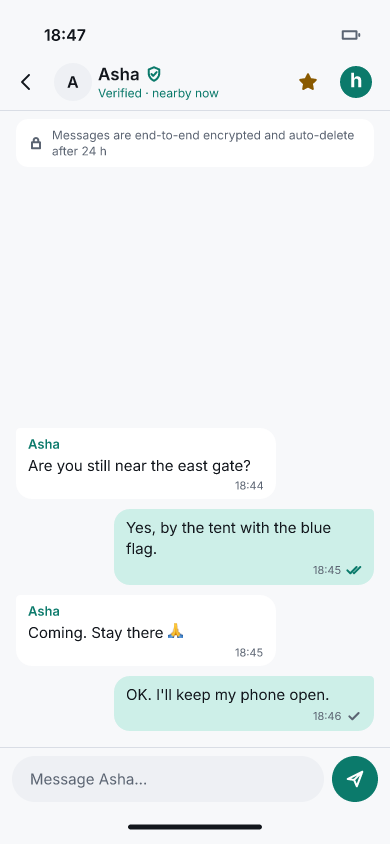 18:47
Asha
A
Verified · nearby now
h
Messages are end-to-end encrypted and auto-delete
after 24 h
Asha
Are you still near the east gate?
18:44
Yes, by the tent with the blue
flag.
18:45
Asha
Coming. Stay there 🙏
18:45
OK. I'll keep my phone open.
18:46
Message Asha...